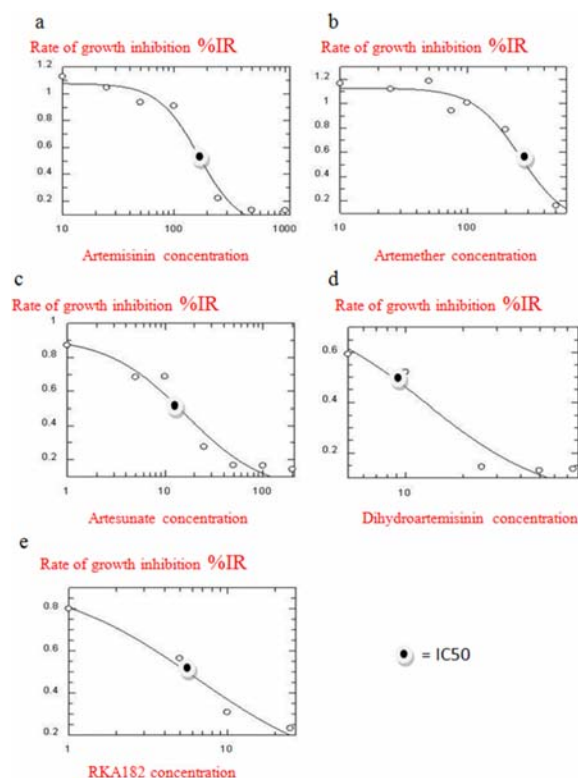 a
Rate of growth inhibition %IR
1.2
1
0.8
0.6
0.4
0.2
10 100 1000
Artemisinin concentration
b
Rate of growth inhibition %IR
1.2
1
0.8
0.6
0.4
0.2
10 100
Artemether concentration
c
Rate of growth inhibition %IR
1
0.8
0.6
0.4
0.2
1 10 100
Artesunate concentration
d
Rate of growth inhibition %IR
0.6
0.4
0.2
10
Dihydroartemisinin concentration
e
Rate of growth inhibition %IR
0.8
0.6
0.4
0.2
1 10
RKA182 concentration
= IC50